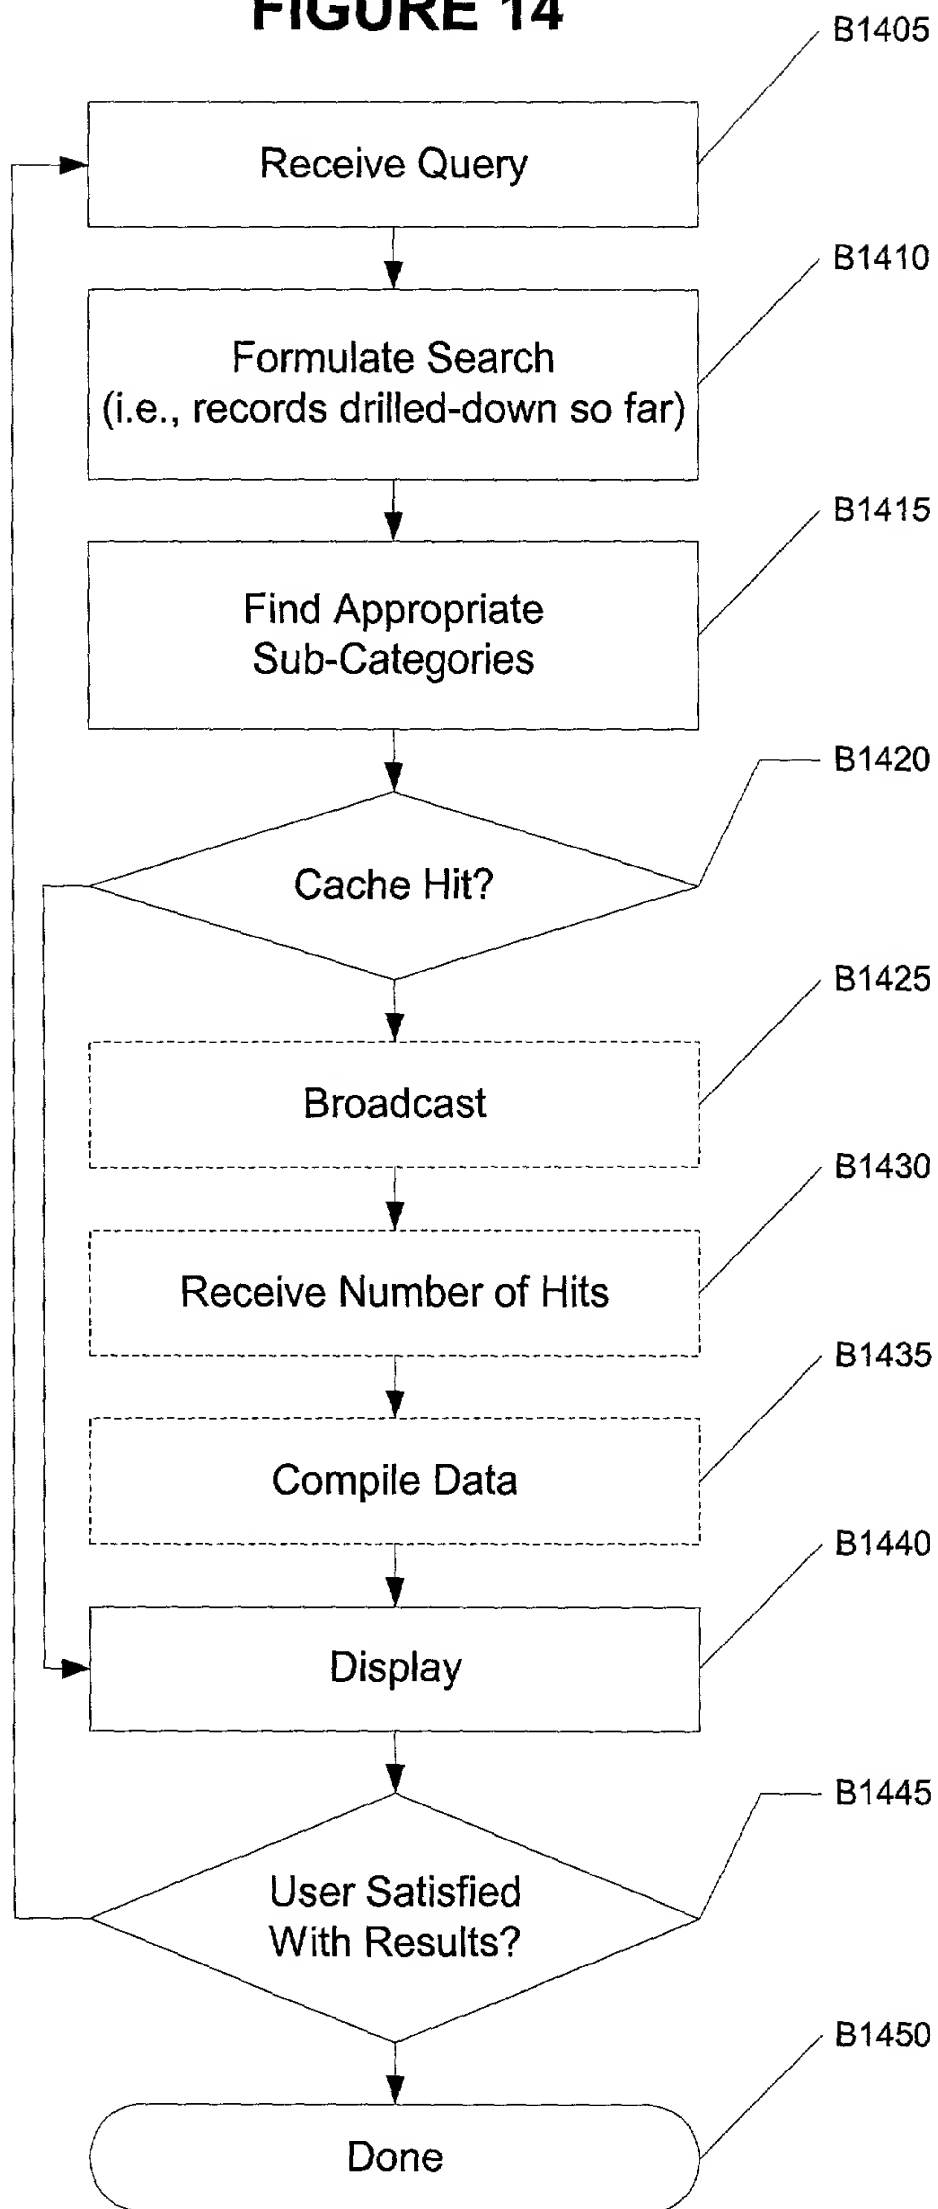 FIGURE 14
B1405
Receive Query
B1410
Formulate Search
(i.e., records drilled-down so far)
B1415
Find Appropriate
Sub-Categories
B1420
Cache Hit?
B1425
Broadcast
B1430
Receive Number of Hits
B1435
Compile Data
B1440
Display
B1445
User Satisfied
With Results?
B1450
Done